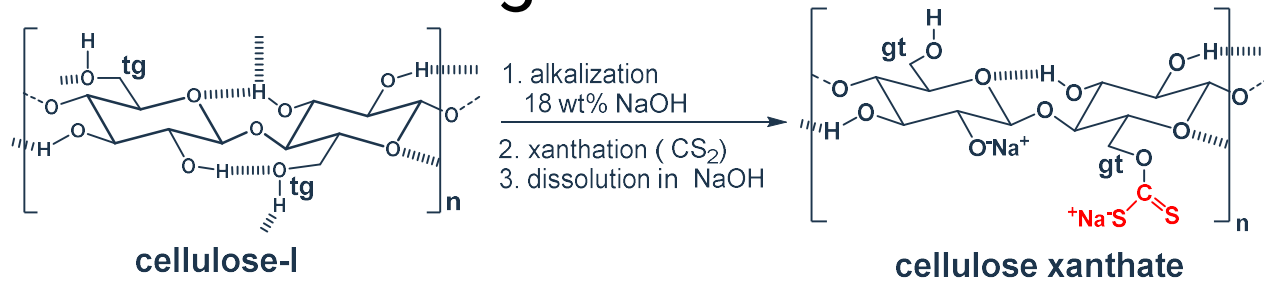 H
tg
O
O
O
H
O
O
H
O
O
H
O
H
O
tg
H
O
O
n
cellulose-I
1. alkalization
18 wt% NaOH
2. xanthation ( CS2)
3. dissolution in NaOH
H
gt
O
O
O
H
O
O
H
O
H
O
O-Na+
O
O
gt
O
C
+Na-S
S
n
cellulose xanthate